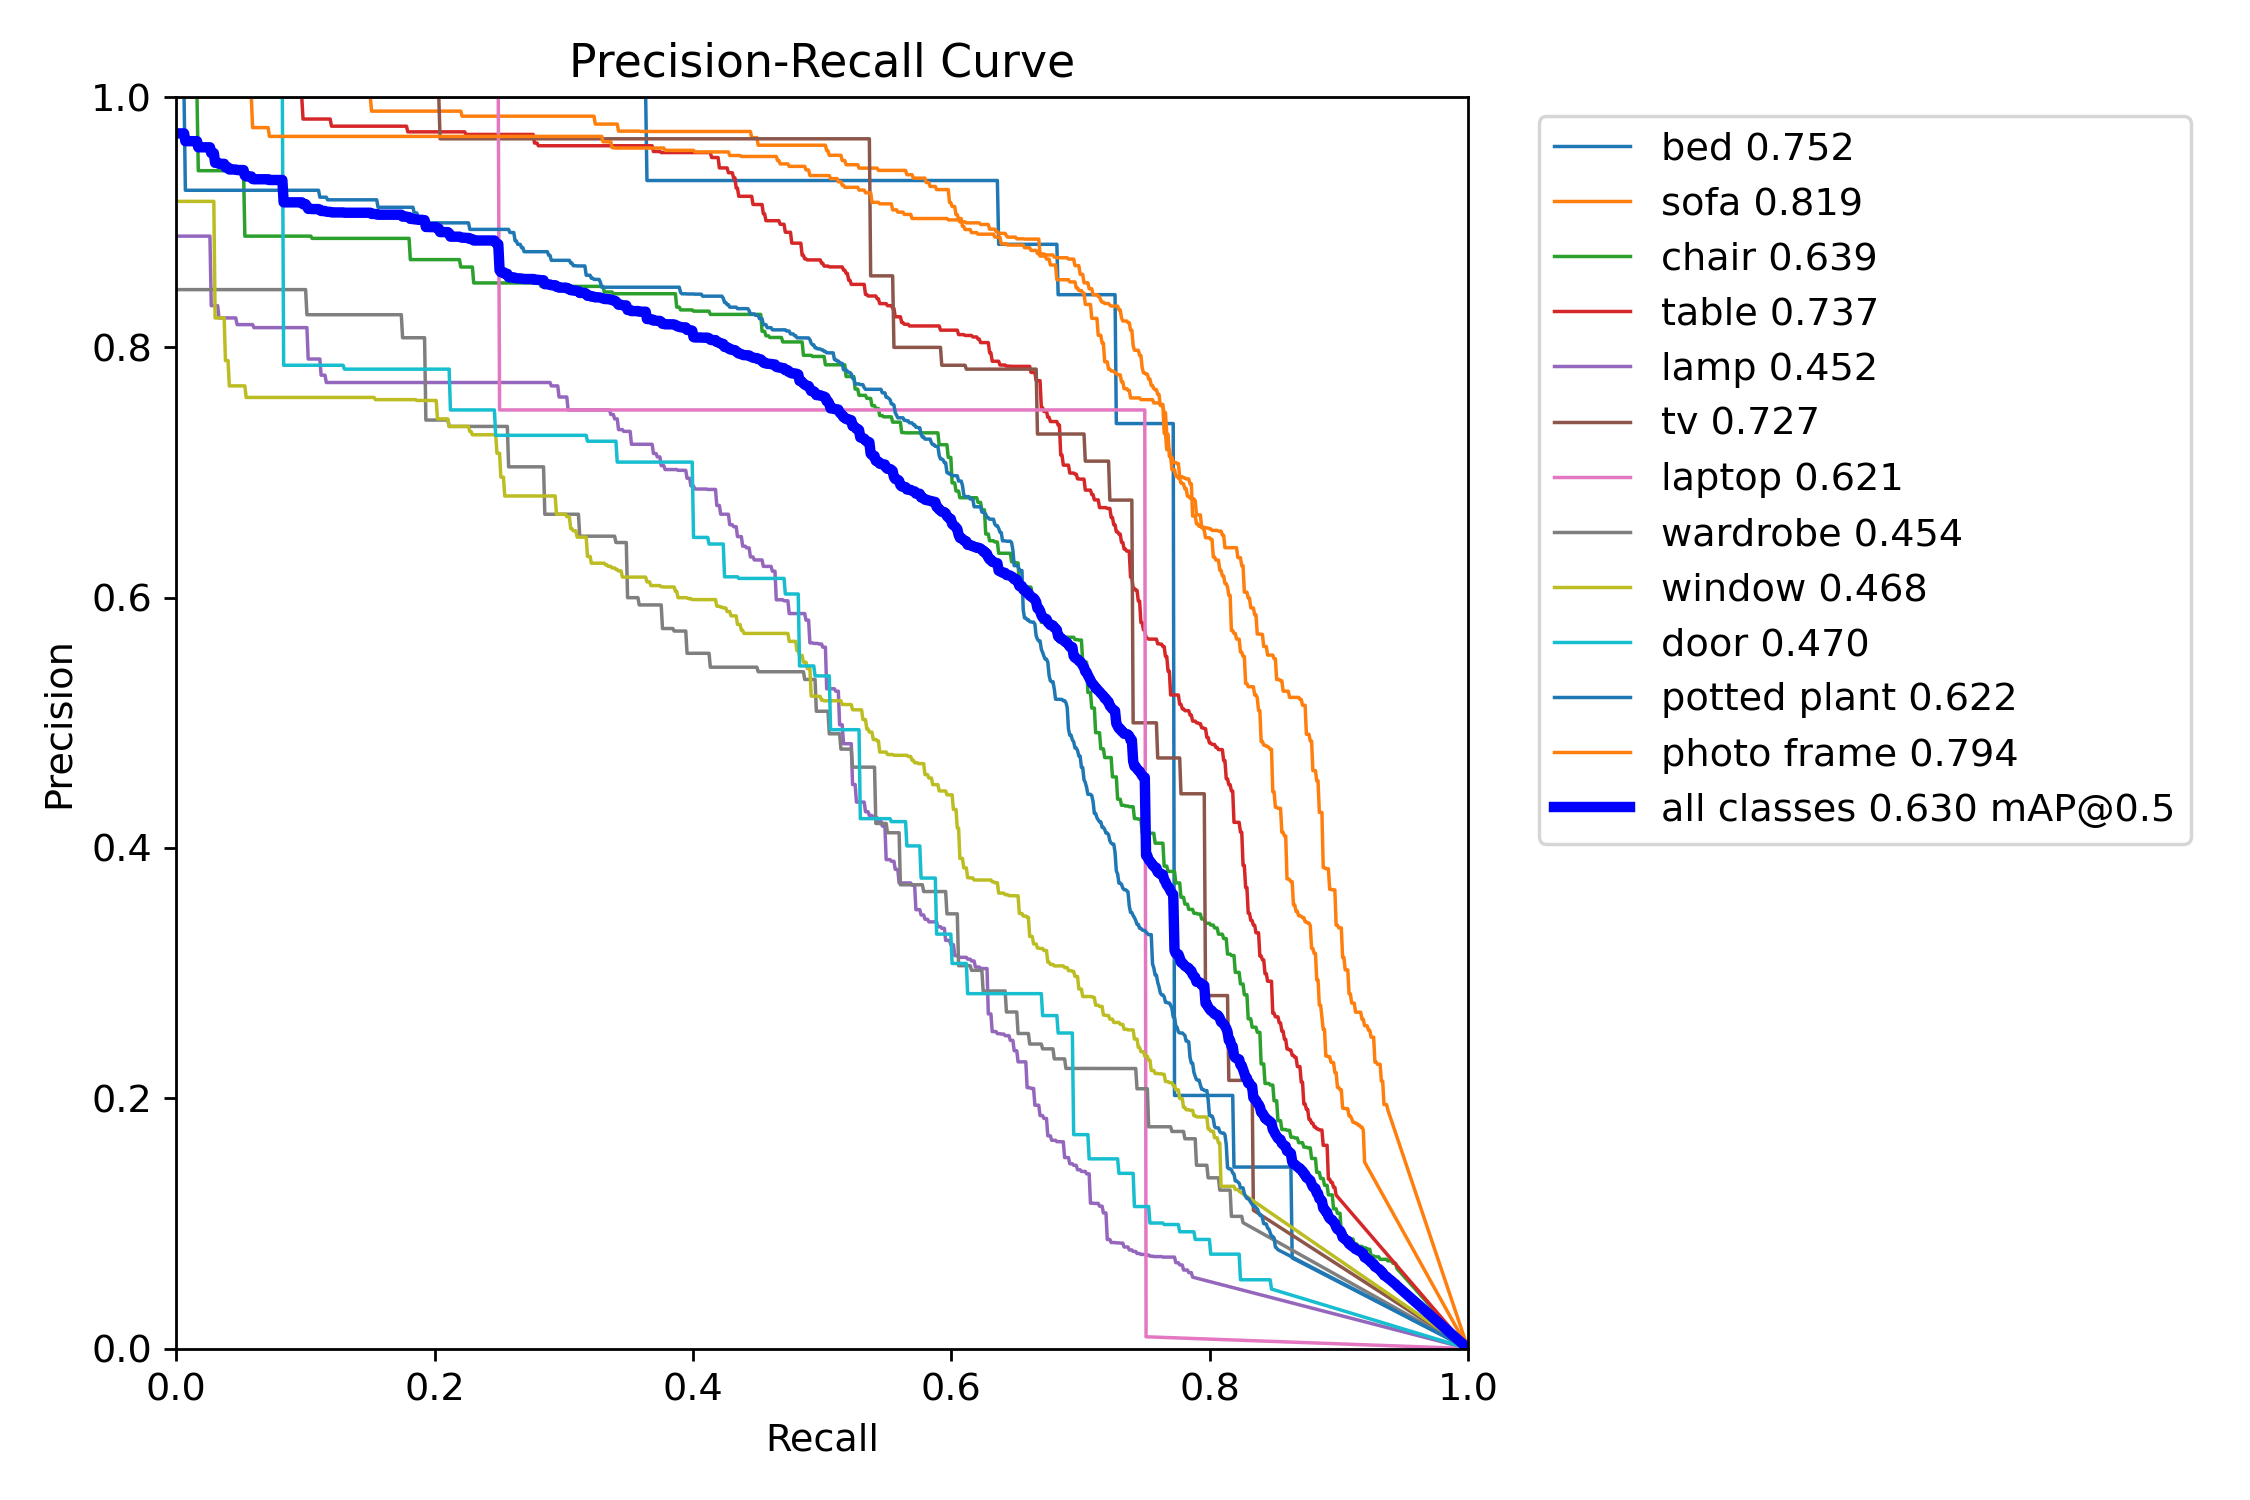 Precision-Recall Curve
1.0
0.8
0.6
0.4
0.2
0.0
Precision
0.0 0.2 0.4 0.6 0.8 1.0
Recall
bed 0.752
sofa 0.819
chair 0.639
table 0.737
lamp 0.452
tv 0.727
laptop 0.621
wardrobe 0.454
window 0.468
door 0.470
potted plant 0.622
photo frame 0.794
all classes 0.630 mAP@0.5